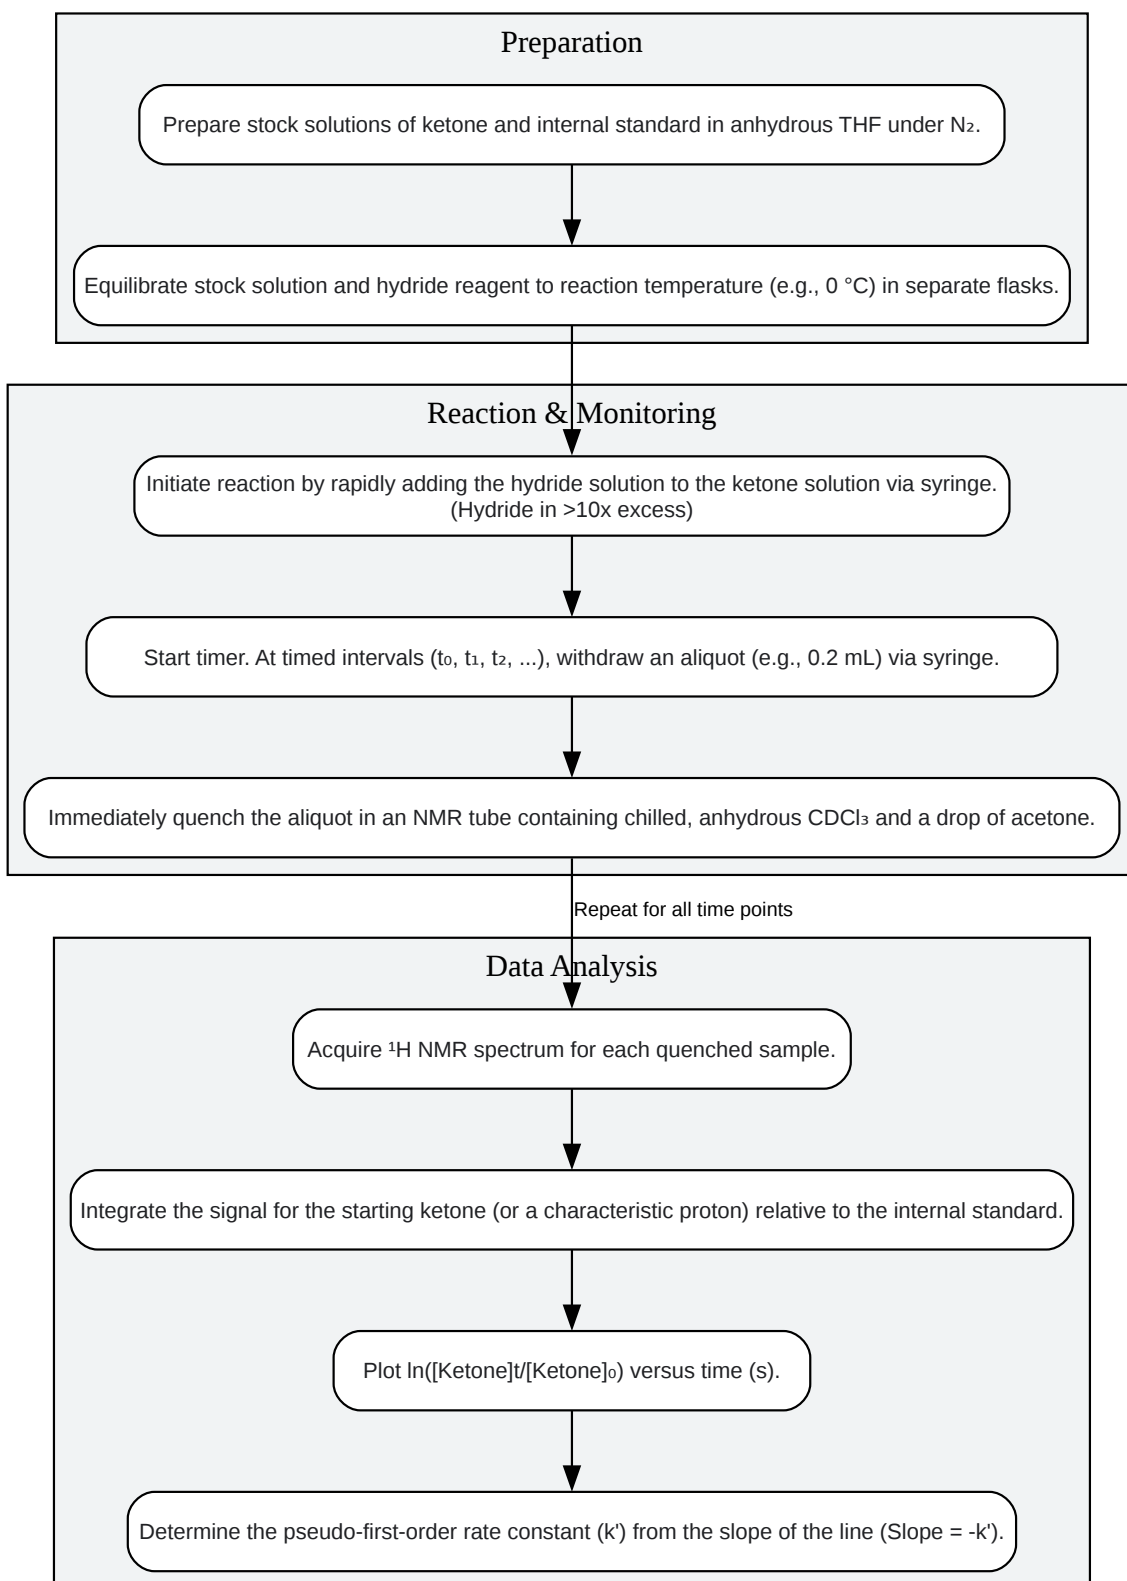 Preparation
Prepare stock solutions of ketone and internal standard in anhydrous THF under N₂.
Equilibrate stock solution and hydride reagent to reaction temperature (e.g., 0 °C) in separate flasks.
Reaction & Monitoring
Initiate reaction by rapidly adding the hydride solution to the ketone solution via syringe.
(Hydride in >10x excess)
Start timer. At timed intervals (t₀, t₁, t₂, ...), withdraw an aliquot (e.g., 0.2 mL) via syringe.
Immediately quench the aliquot in an NMR tube containing chilled, anhydrous CDCl₃ and a drop of acetone.
Repeat for all time points
Data Analysis
Acquire ¹H NMR spectrum for each quenched sample.
Integrate the signal for the starting ketone (or a characteristic proton) relative to the internal standard.
Plot ln([Ketone]t/[Ketone]₀) versus time (s).
Determine the pseudo-first-order rate constant (k') from the slope of the line (Slope = -k').